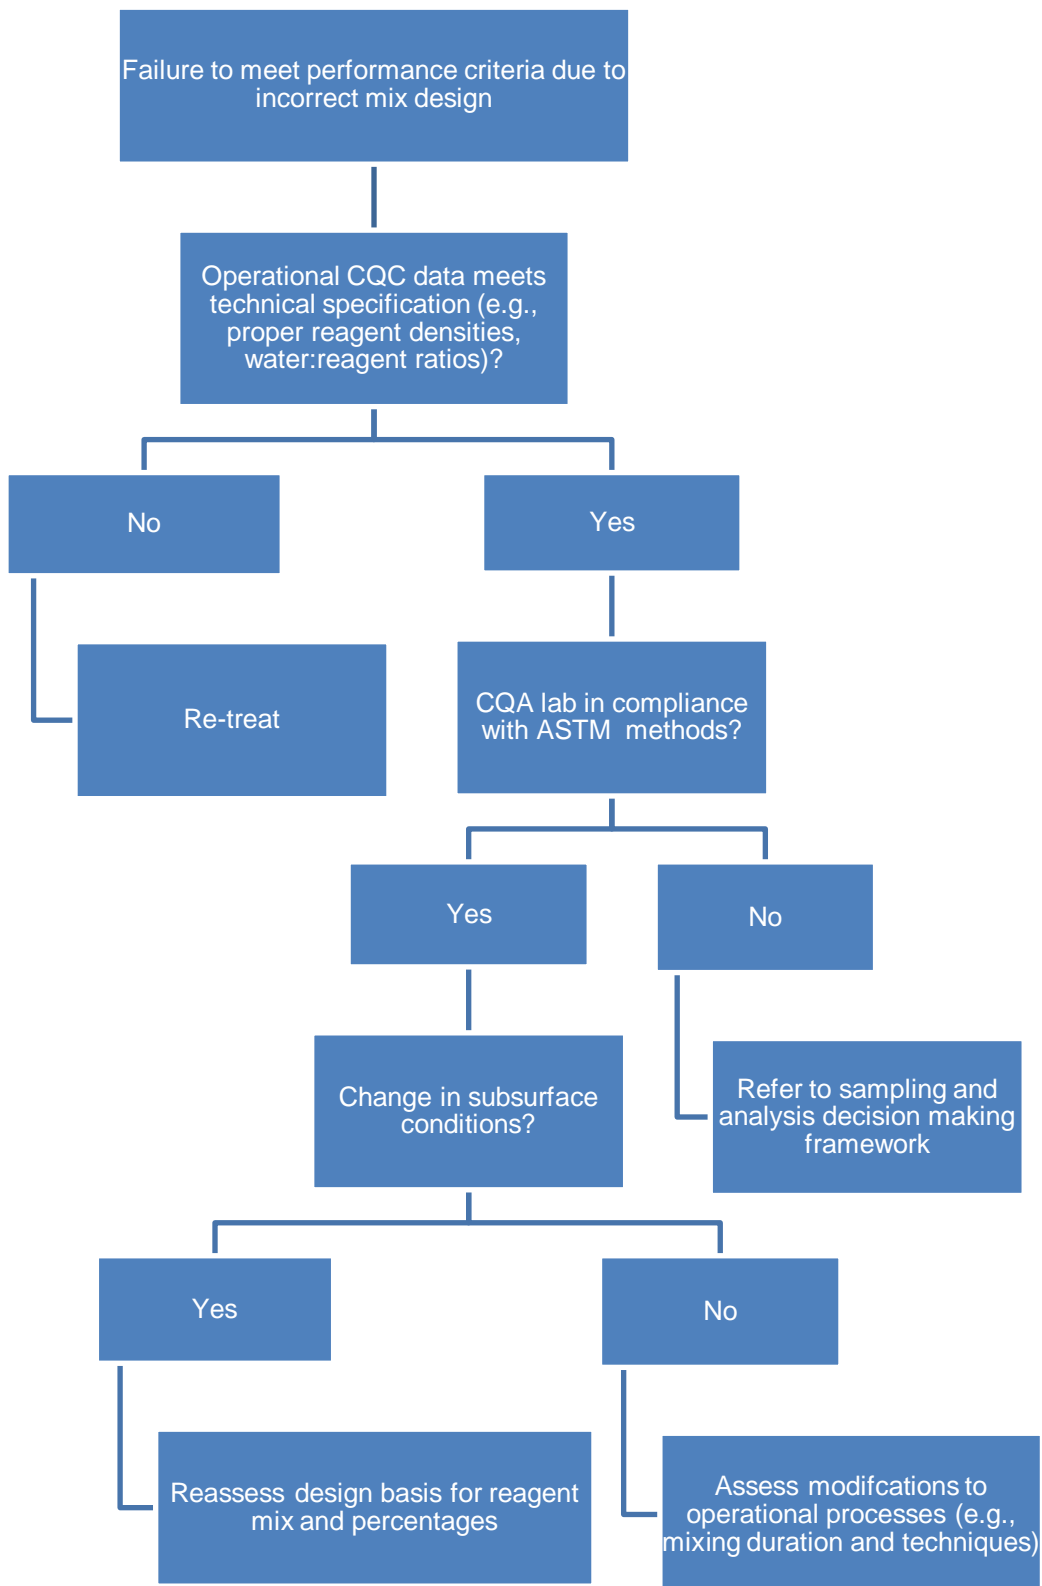 Failure to meet performance criteria due to
incorrect mix design
Operational CQC data meets
technical specification (e.g.,
proper reagent densities,
water:reagent ratios)?
No
Yes
Re-treat
CQA lab in compliance
with ASTM  methods?
Yes
No
Change in subsurface
conditions?
Refer to sampling and
analysis decision making
framework
Yes
No
Reassess design basis for reagent
mix and percentages
Assess modifcations to
operational processes (e.g.,
mixing duration and techniques)